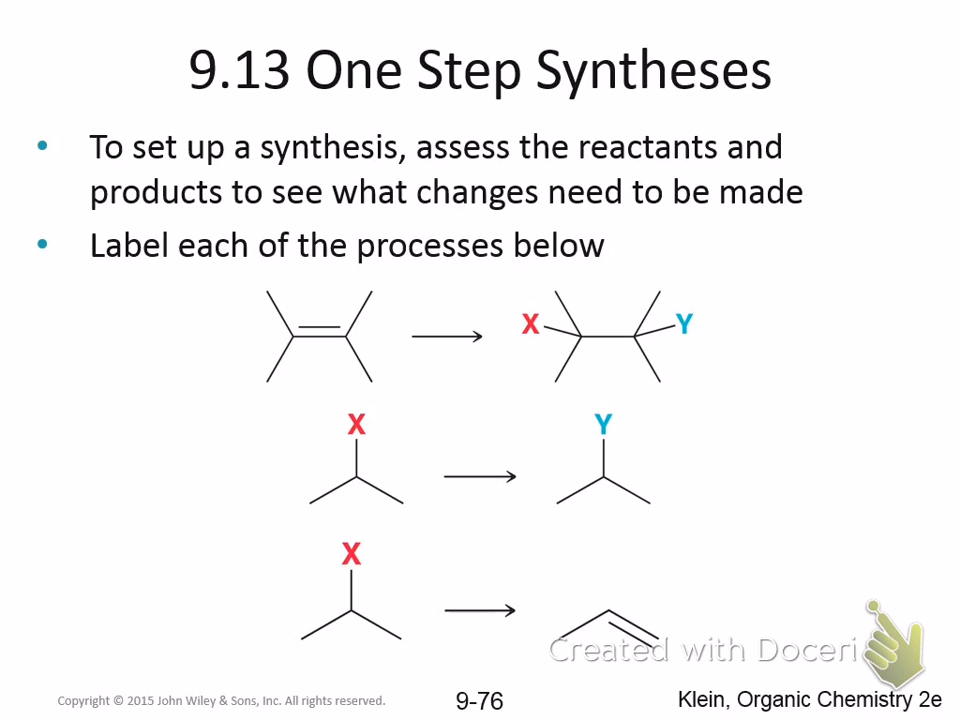 9.13 One Step Syntheses
• To set up a synthesis, assess the reactants and
products to see what changes need to be made
• Label each of the processes below
X Y
X Y
X
Created with Doceri
Copyright © 2015 John Wiley & Sons, Inc. All rights reserved. 9-76 Klein, Organic Chemistry 2e